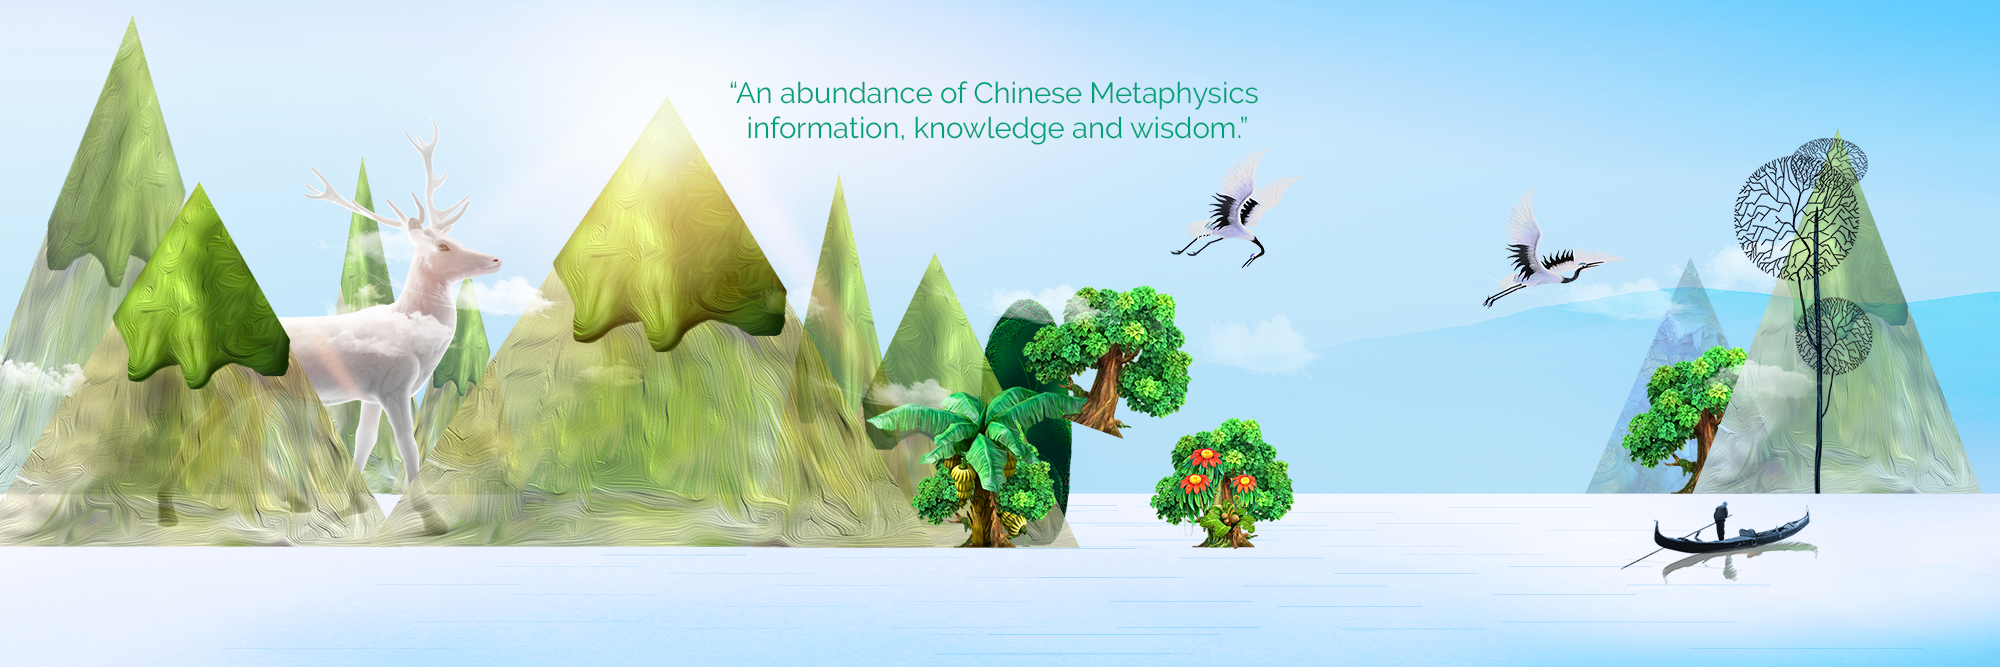 “An abundance of Chinese Metaphysics
information, knowledge and wisdom.”